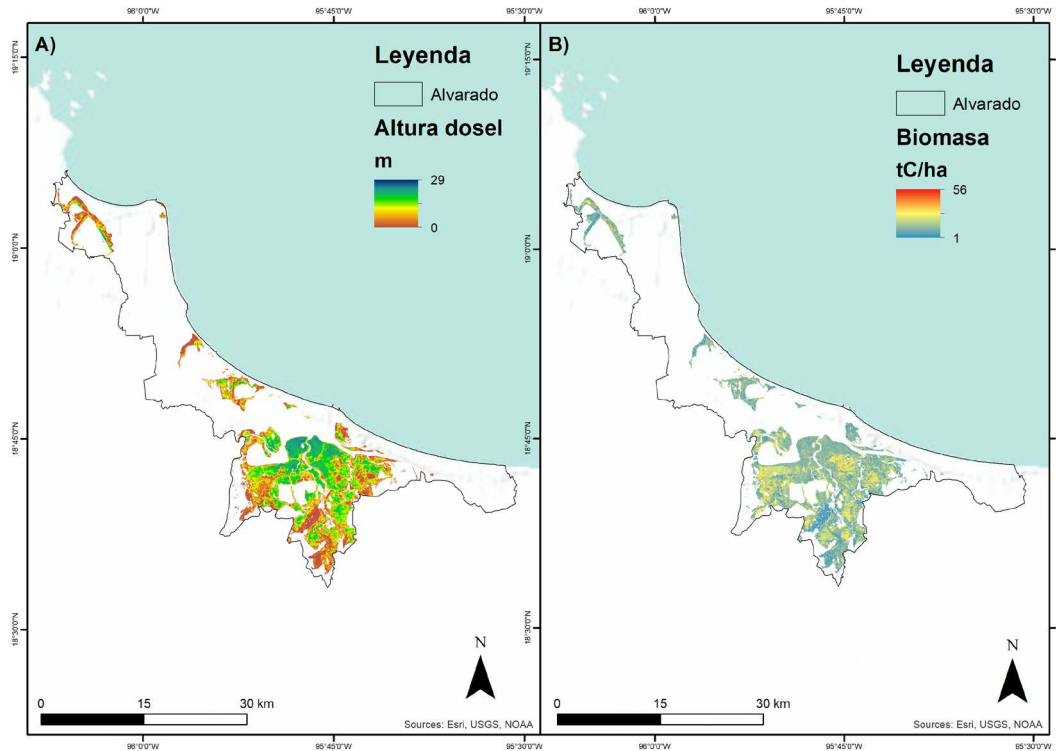 96°0'0"W 95°45'0"W 95°30'0"W
96°0'0"W 95°45'0"W 95°30'0"W
A)
Leyenda
Alvarado
Altura dosel
m
29
0
19°15'0"N
19°0'0"N
18°45'0"N
18°30'0"N
N
0 15 30 km
Sources: Esri, USGS, NOAA
96°0'0"W 95°45'0"W 95°30'0"W
B)
Leyenda
Alvarado
Biomasa
tC/ha
56
1
19°15'0"N
19°0'0"N
18°45'0"N
18°30'0"N
N
0 15 30 km
Sources: Esri, USGS, NOAA
96°0'0"W 95°45'0"W 95°30'0"W